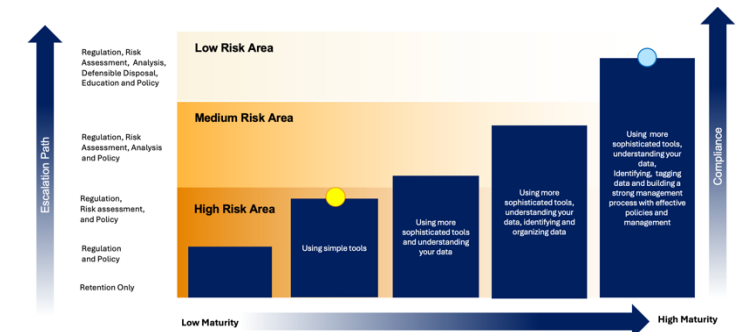 Escalation Path
Regulation, Risk
Assessment, Analysis,
Defensible Disposal,
Education and Policy
Regulation, Risk
Assessment, Analysis
and Policy
Regulation,
Risk assessment,
and Policy
Regulation
and Policy
Retention Only
Low Risk Area
Medium Risk Area
High Risk Area
Using simple tools
Using more
sophisticated tools
and understanding
your data
Using more
sophisticated tools,
understanding your
data, identifying and
organizing data
Using more
sophisticated tools,
understanding your
data,
Identifying, tagging
data and building a
strong management
process with effective
policies and
management
Compliance
Low Maturity
High Maturity